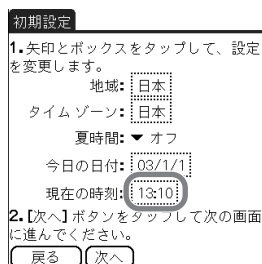 初期設定
1.矢印とボックスをタップして、設定
を変更します。
地域: 日本
タイム ゾーン: 日本
夏時間: ▼ オフ
今日の日付: 03/1/1
現在の時刻: 13:10
2.[次へ] ボタンをタップして次の画面
に進んでください。
戻る 次へ